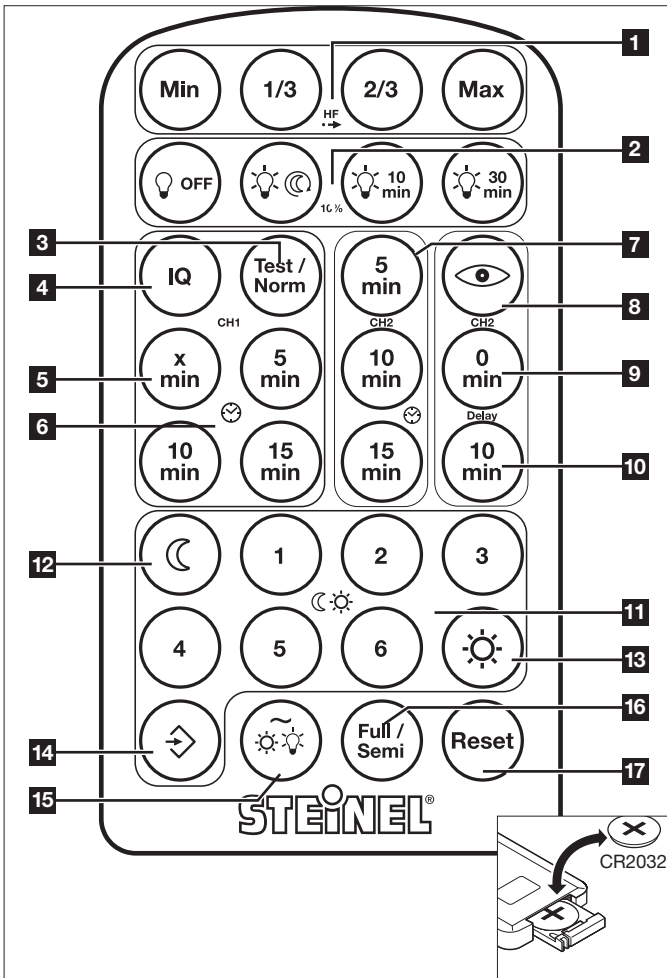 1
Min 1/3 2/3 Max
HF
2
OFF 10 min 30 min
10%
3
4
IQ
Test / Norm
5 min
7
8
CH1
CH2
CH2
5
x min
5 min
10 min
0 min
9
6
Delay
10 min
15 min
15 min
10 min
10
12
1 2 3
11
4 5 6
13
14
15
Full / Semi
16
Reset
17
STEINEL®
CR2032